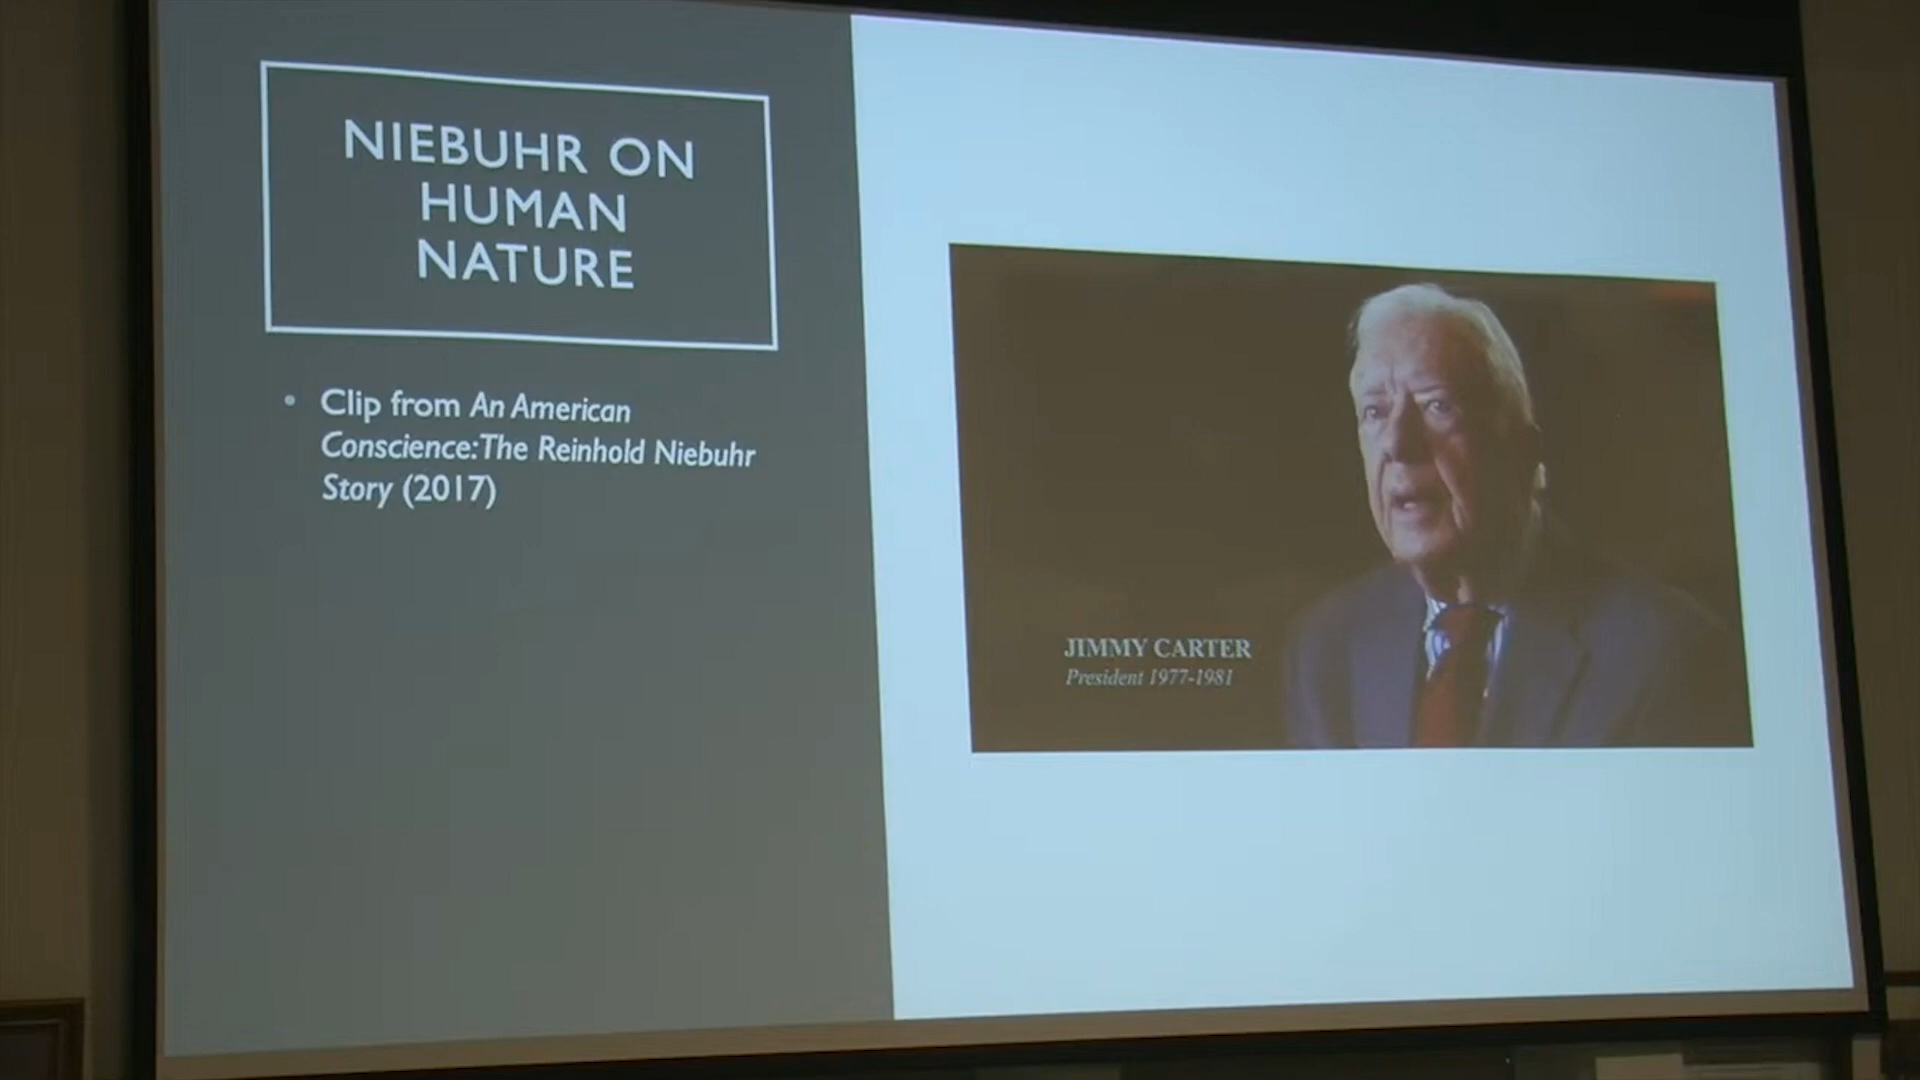 NIEBUHR ON
HUMAN
NATURE
• Clip from An American
Conscience:The Reinhold Niebuhr
Story (2017)
JIMMY CARTER
President 1977-1981